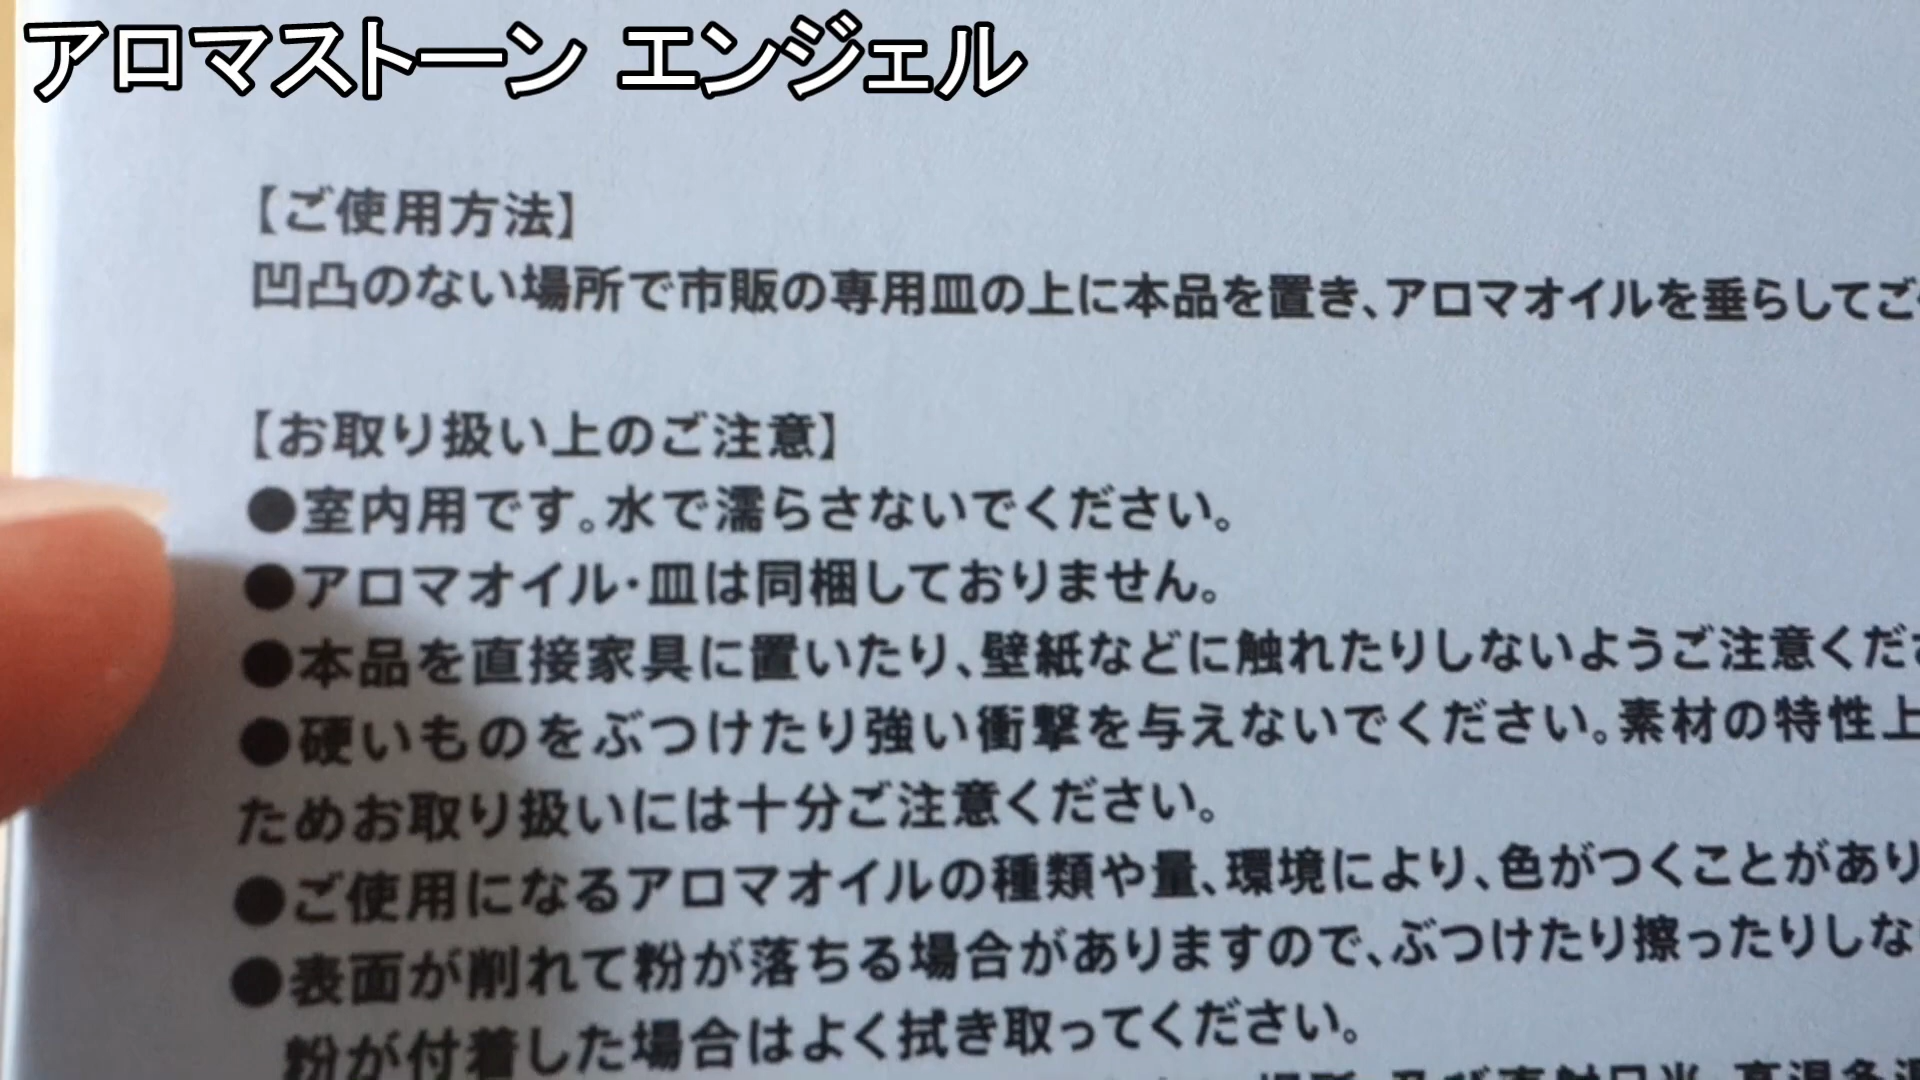 アロマストーン エンジェル
【ご使用方法】
凹凸のない場所で市販の専用皿の上に本品を置き、アロマオイルを垂らしてご
【お取り扱い上のご注意】
●室内用です。水で濡らさないでください。
●アロマオイル・皿は同梱しておりません。
●本品を直接家具に置いたり、壁紙などに触れたりしないようご注意くださ
●硬いものをぶつけたり強い衝撃を与えないでください。素材の特性上
ためお取り扱いには十分ご注意ください。
●ご使用になるアロマオイルの種類や量、環境により、色がつくことがあり
●表面が削れて粉が落ちる場合がありますので、ぶつけたり擦ったりしな
粉が付着した場合はよく拭き取ってください。